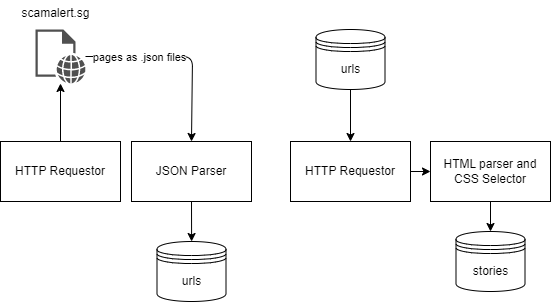 scamalert.sg
pages as .json files
HTTP Requestor
JSON Parser
urls
urls
HTTP Requestor
HTML parser and
CSS Selector
stories